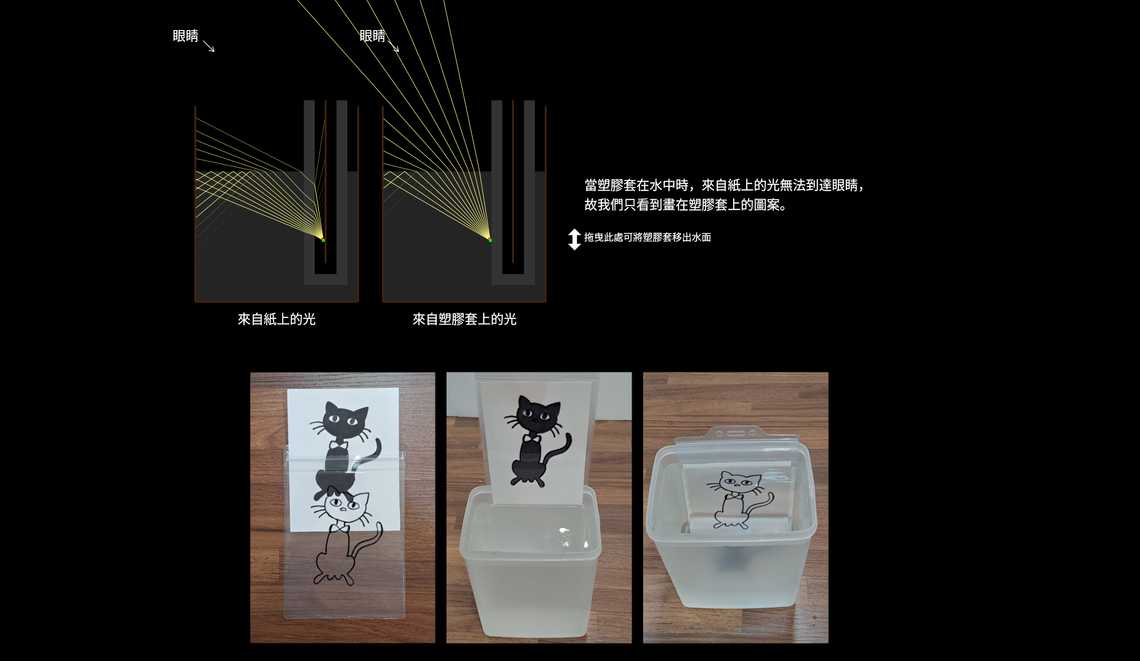 眼睛
眼睛
當塑膠套在水中時，來自紙上的光無法到達眼睛，
故我們只看到畫在塑膠套上的圖案。
拖曳此處可將塑膠套移出水面
來自紙上的光
來自塑膠套上的光